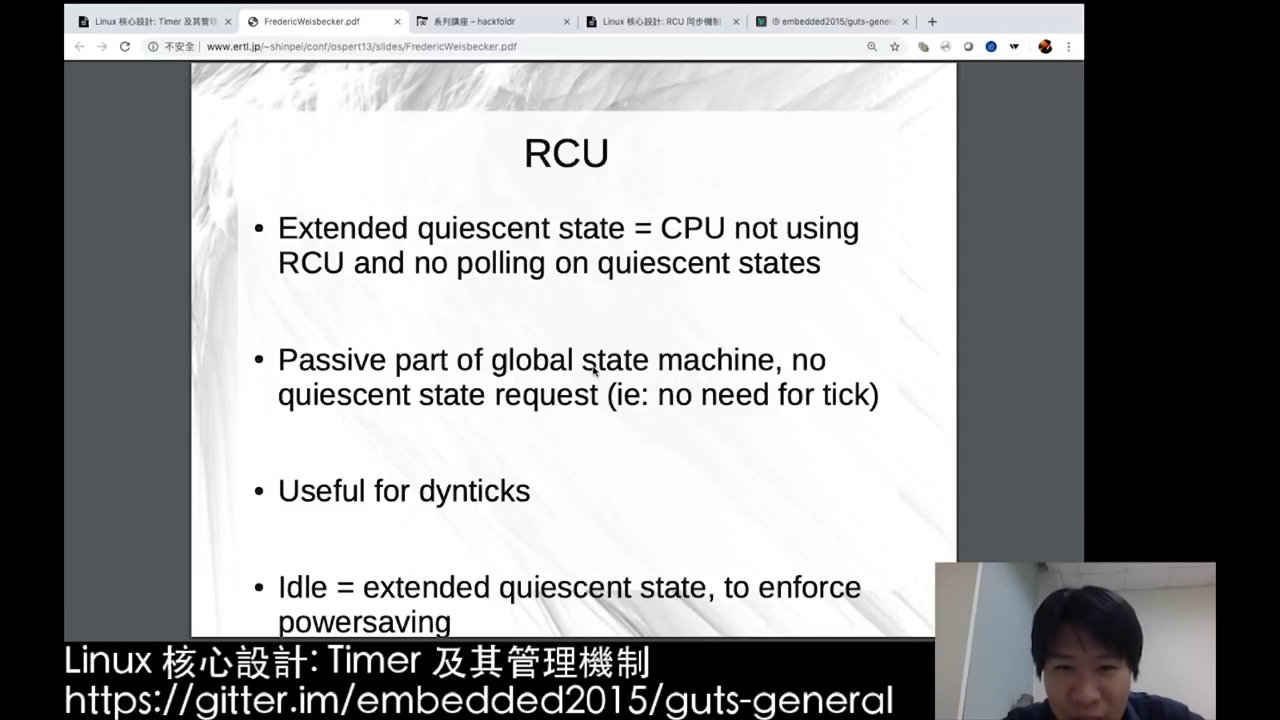 Linux 核心設計: Timer 及其管理
FredericWeisbecker.pdf
系列講座 – hackfoldr
Linux 核心設計: RCU 同步機制
embedded2015/guts-general
不安全
www.ertl.jp/~shinpei/conf/ospert13/slides/FredericWeisbecker.pdf
RCU
• Extended quiescent state = CPU not using
RCU and no polling on quiescent states
• Passive part of global state machine, no
quiescent state request (ie: no need for tick)
• Useful for dynticks
• Idle = extended quiescent state, to enforce
powersaving
Linux 核心設計: Timer 及其管理機制
https://gitter.im/embedded2015/guts-general